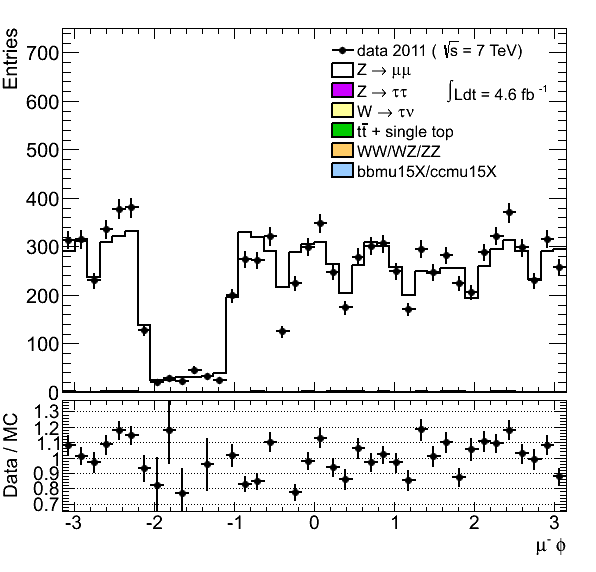 Entries
700
600
500
400
300
200
100
0
data 2011 ( √s = 7 TeV)
Z → μμ
Z → ττ
∫Ldt = 4.6 fb⁻¹
W → τν
tt̄ + single top
WW/WZ/ZZ
bbmu15X/ccmu15X
Data / MC
1.3
1.2
1.1
1
0.9
0.8
0.7
-3 -2 -1 0 1 2 3
μ⁻ ϕ